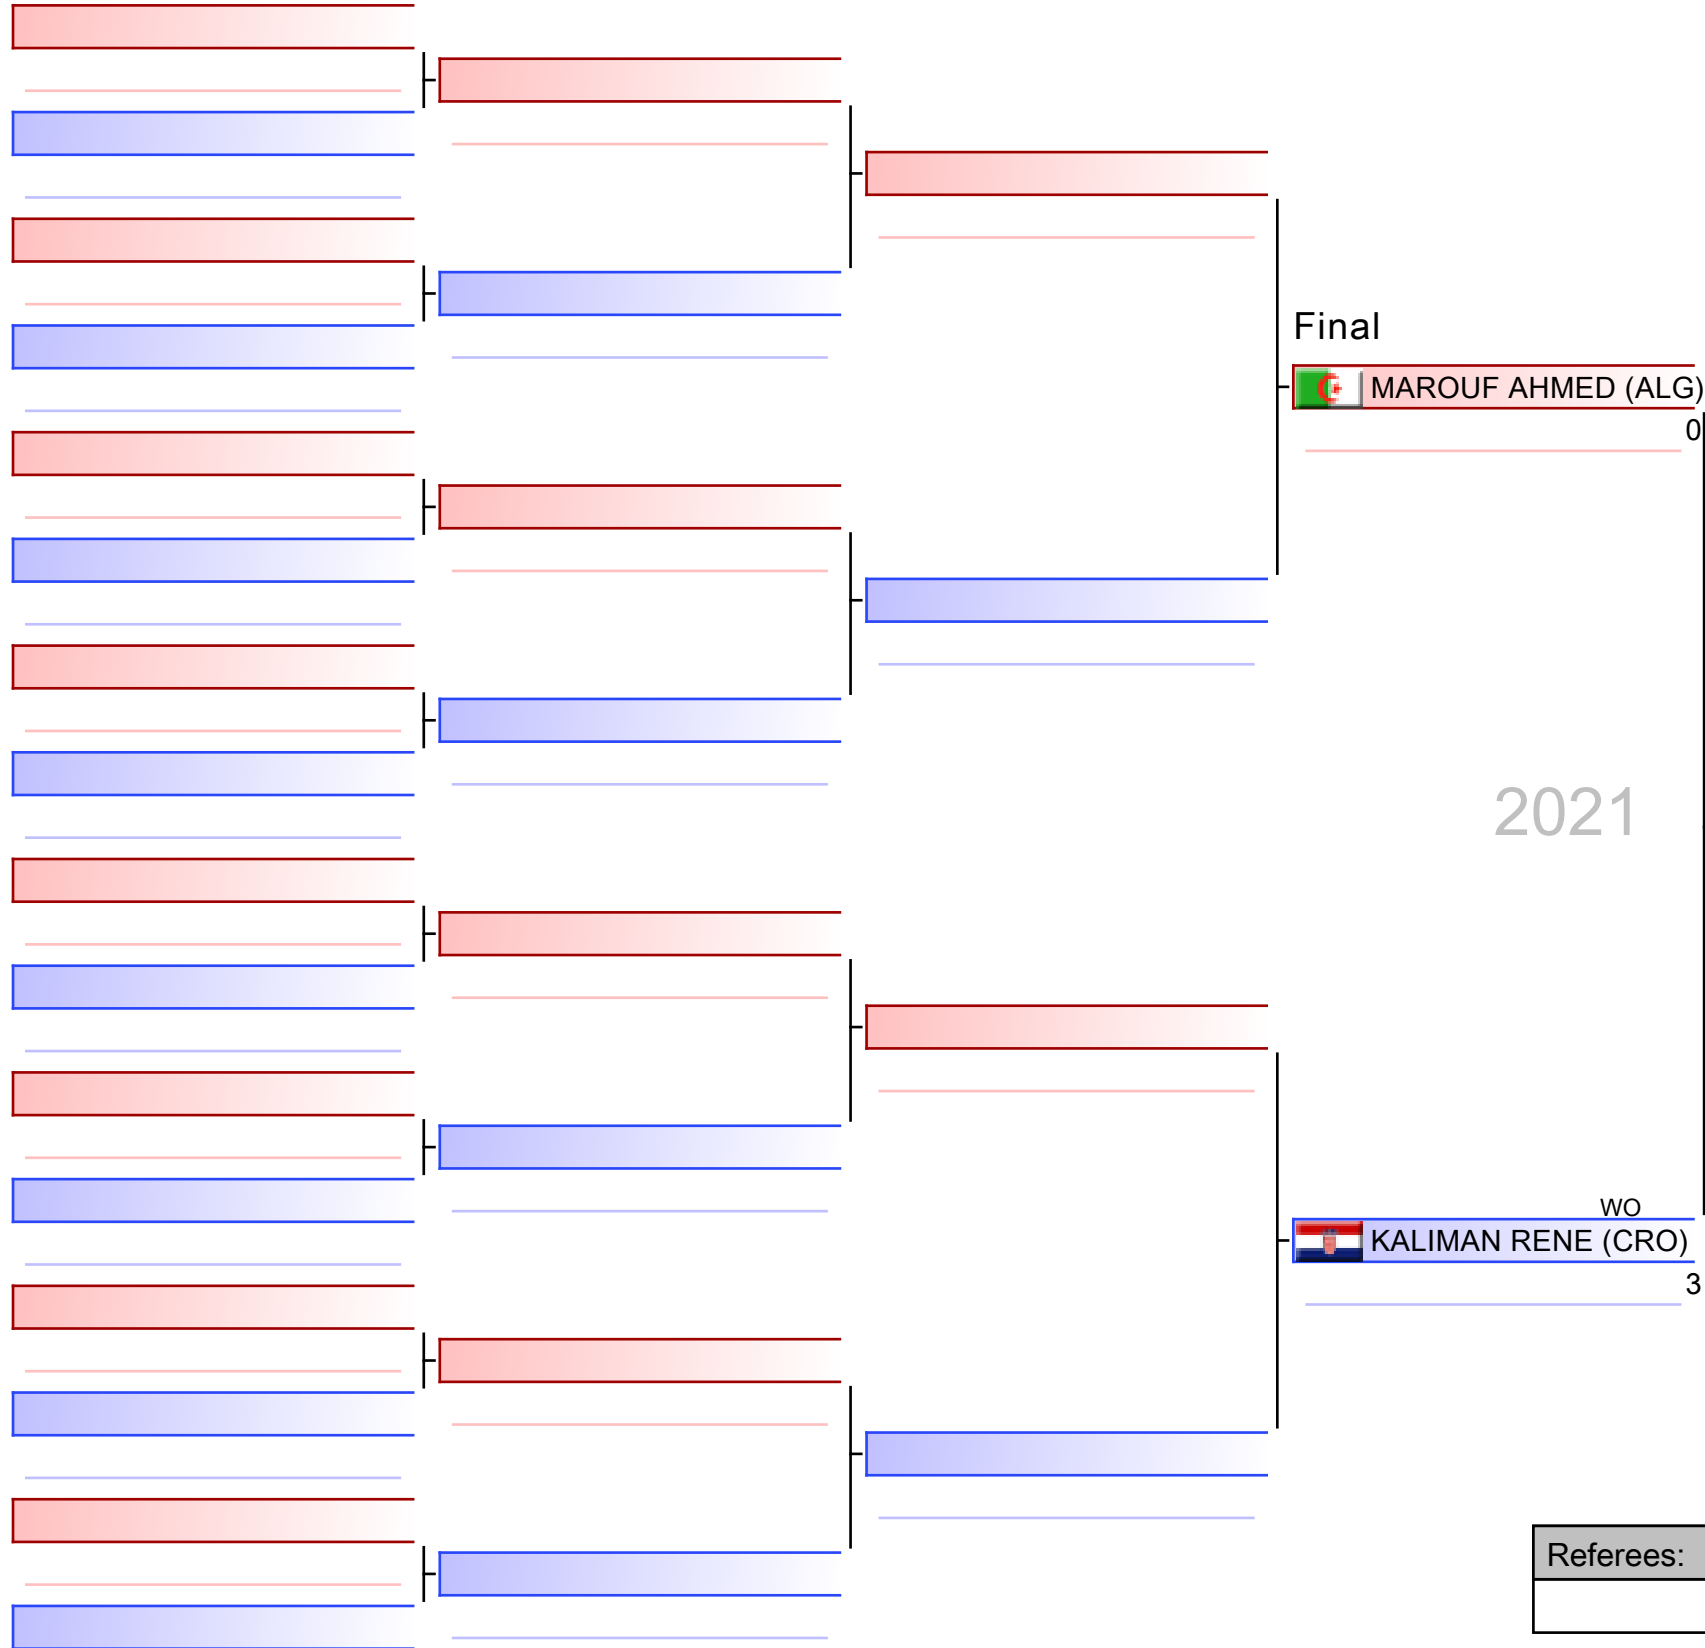 Final
MAROUF AHMED (ALG)
0
2021
WO
KALIMAN RENE (CRO)
3
Referees: